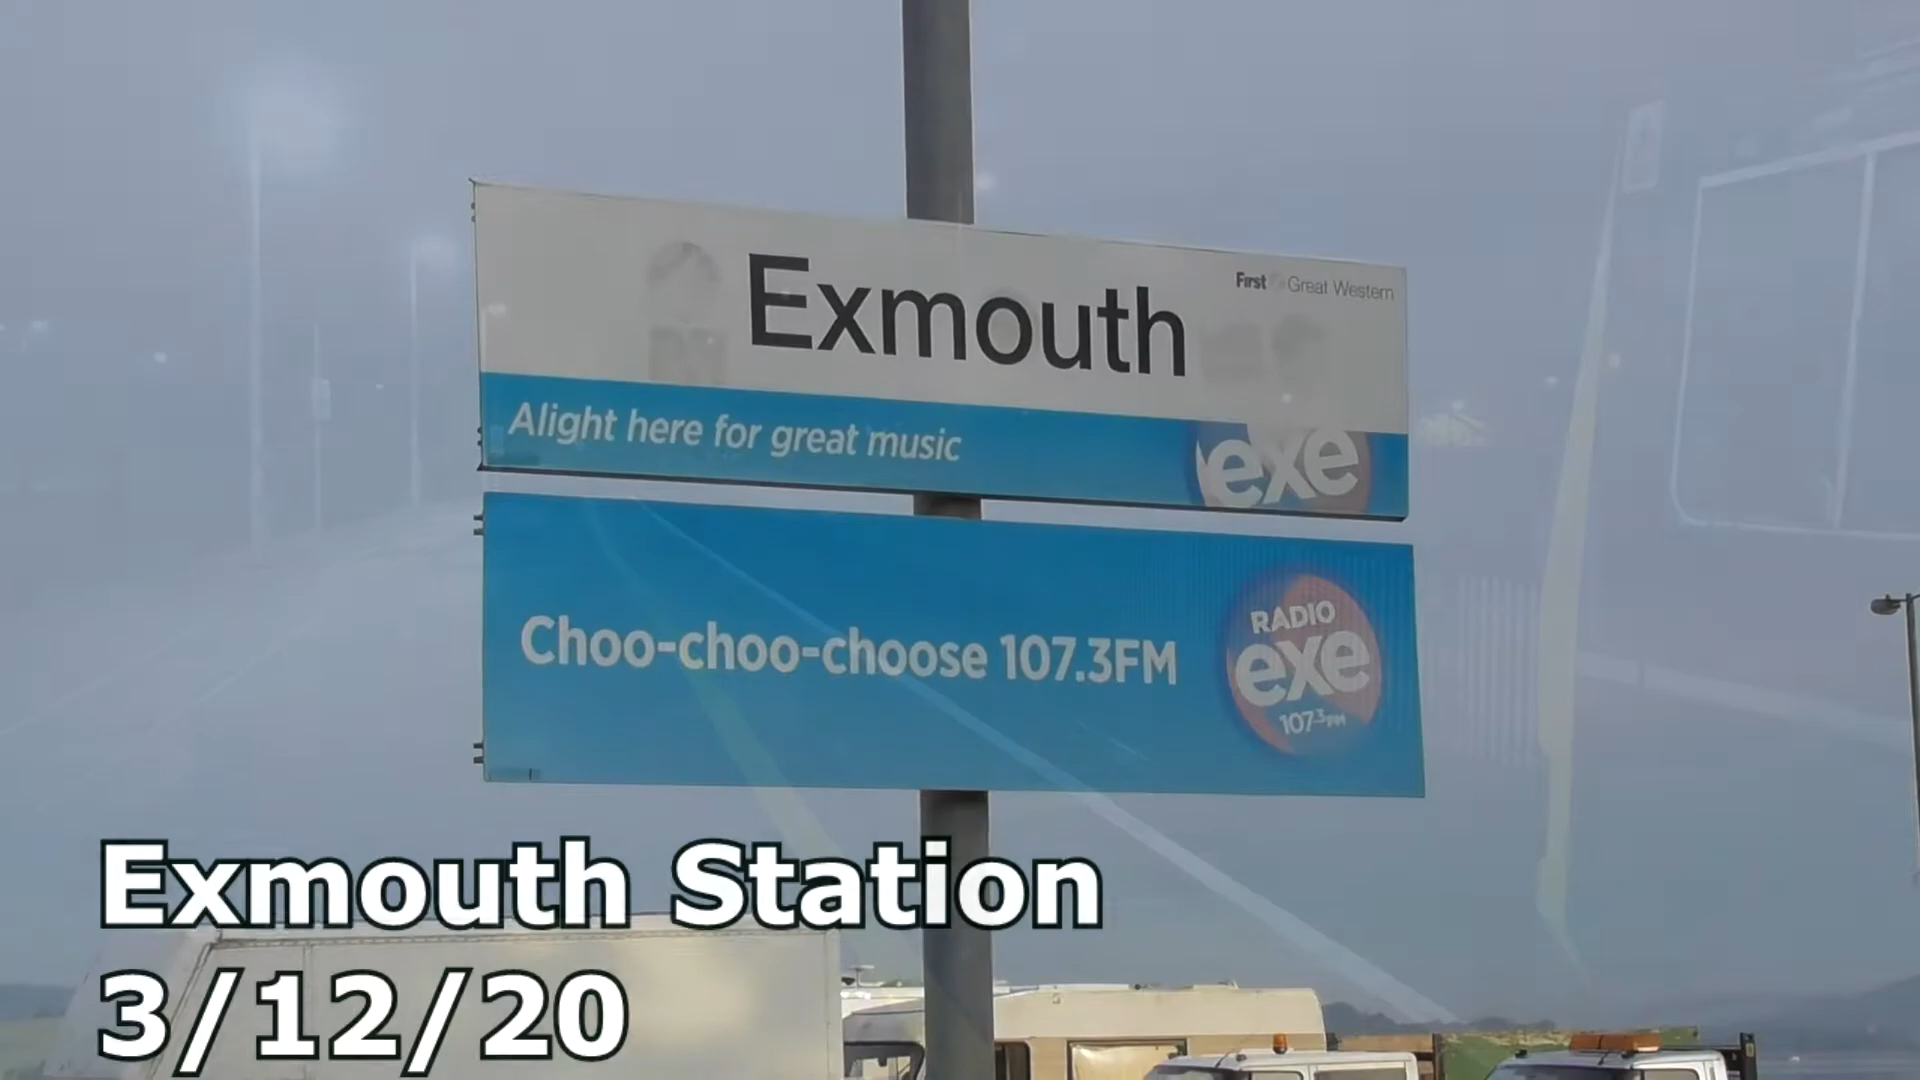 Exmouth
First Great Western
Alight here for great music
exe
Choo-choo-choose 107.3FM
RADIO
exe
107.3FM
Exmouth Station
3/12/20